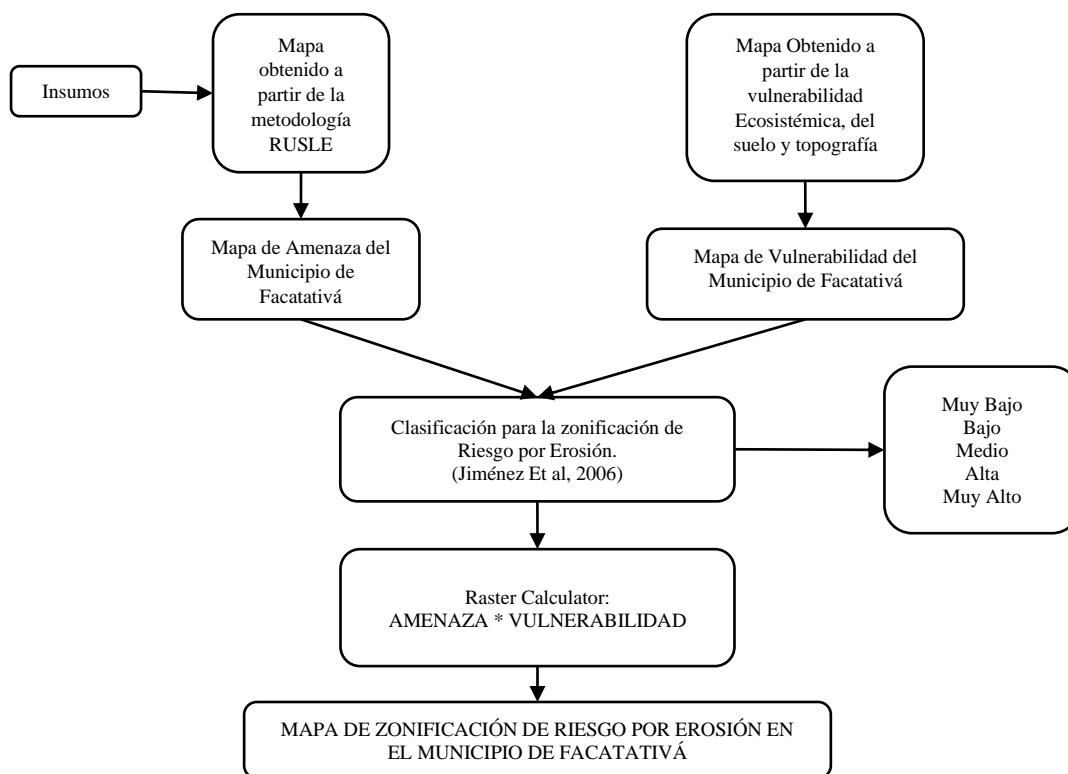 Insumos
Mapa
obtenido a
partir de la
metodología
RUSLE
Mapa Obtenido a
partir de la
vulnerabilidad
Ecosistémica, del
suelo y topografía
Mapa de Amenaza del
Municipio de
Facatativá
Mapa de Vulnerabilidad del
Municipio de Facatativá
Clasificación para la zonificación de
Riesgo por Erosión.
(Jiménez Et al, 2006)
Muy Bajo
Bajo
Medio
Alta
Muy Alto
Raster Calculator:
AMENAZA * VULNERABILIDAD
MAPA DE ZONIFICACIÓN DE RIESGO POR EROSIÓN EN
EL MUNICIPIO DE FACATATIVÁ